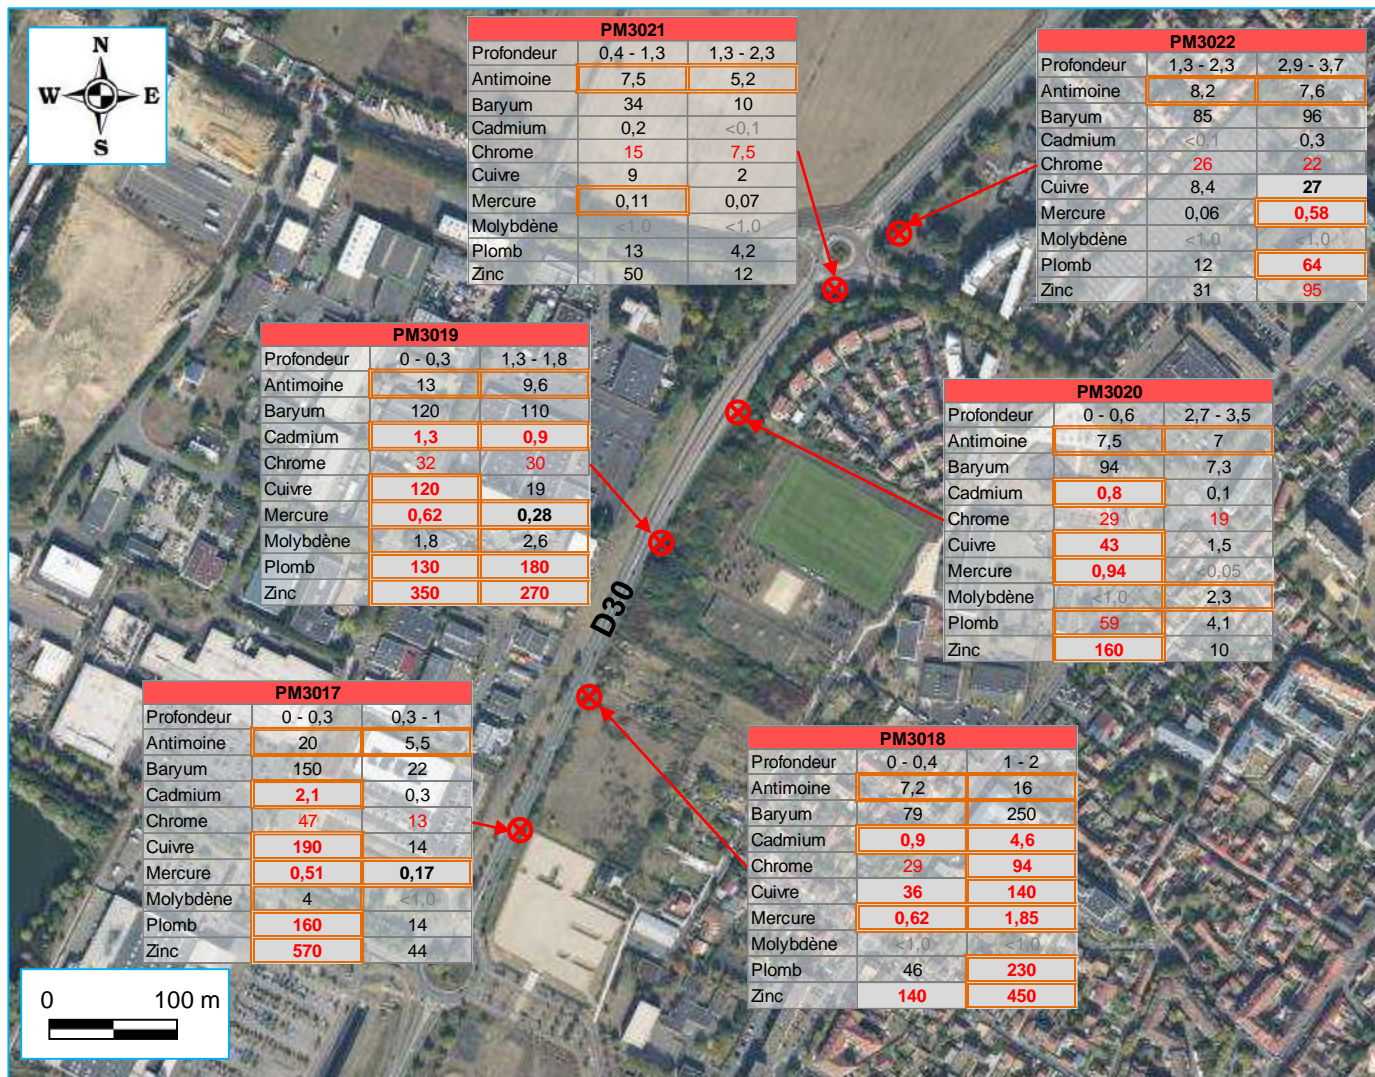 N
W E
S
PM3021
Profondeur 0,4 - 1,3 1,3 - 2,3
Antimoine 7,5 5,2
Baryum 34 10
Cadmium 0,2 <0,1
Chrome 15 7,5
Cuivre 9 2
Mercure 0,11 0,07
Molybdène <1,0 <1,0
Plomb 13 4,2
Zinc 50 12
PM3022
Profondeur 1,3 - 2,3 2,9 - 3,7
Antimoine 8,2 7,6
Baryum 85 96
Cadmium <0,1 0,3
Chrome 26 22
Cuivre 8,4 27
Mercure 0,06 0,58
Molybdène <1,0 <1,0
Plomb 12 64
Zinc 31 95
PM3019
Profondeur 0 - 0,3 1,3 - 1,8
Antimoine 13 9,6
Baryum 120 110
Cadmium 1,3 0,9
Chrome 32 30
Cuivre 120 19
Mercure 0,62 0,28
Molybdène 1,8 2,6
Plomb 130 180
Zinc 350 270
PM3020
Profondeur 0 - 0,6 2,7 - 3,5
Antimoine 7,5 7
Baryum 94 7,3
Cadmium 0,8 0,1
Chrome 29 19
Cuivre 43 1,5
Mercure 0,94 <0,05
Molybdène <1,0 2,3
Plomb 59 4,1
Zinc 160 10
D30
PM3017
Profondeur 0 - 0,3 0,3 - 1
Antimoine 20 5,5
Baryum 150 22
Cadmium 2,1 0,3
Chrome 47 13
Cuivre 190 14
Mercure 0,51 0,17
Molybdène 4 <1,0
Plomb 160 14
Zinc 570 44
PM3018
Profondeur 0 - 0,4 1 - 2
Antimoine 7,2 16
Baryum 79 250
Cadmium 0,9 4,6
Chrome 29 94
Cuivre 36 140
Mercure 0,62 1,85
Molybdène <1,0 <1,0
Plomb 46 230
Zinc 140 450
0 100 m